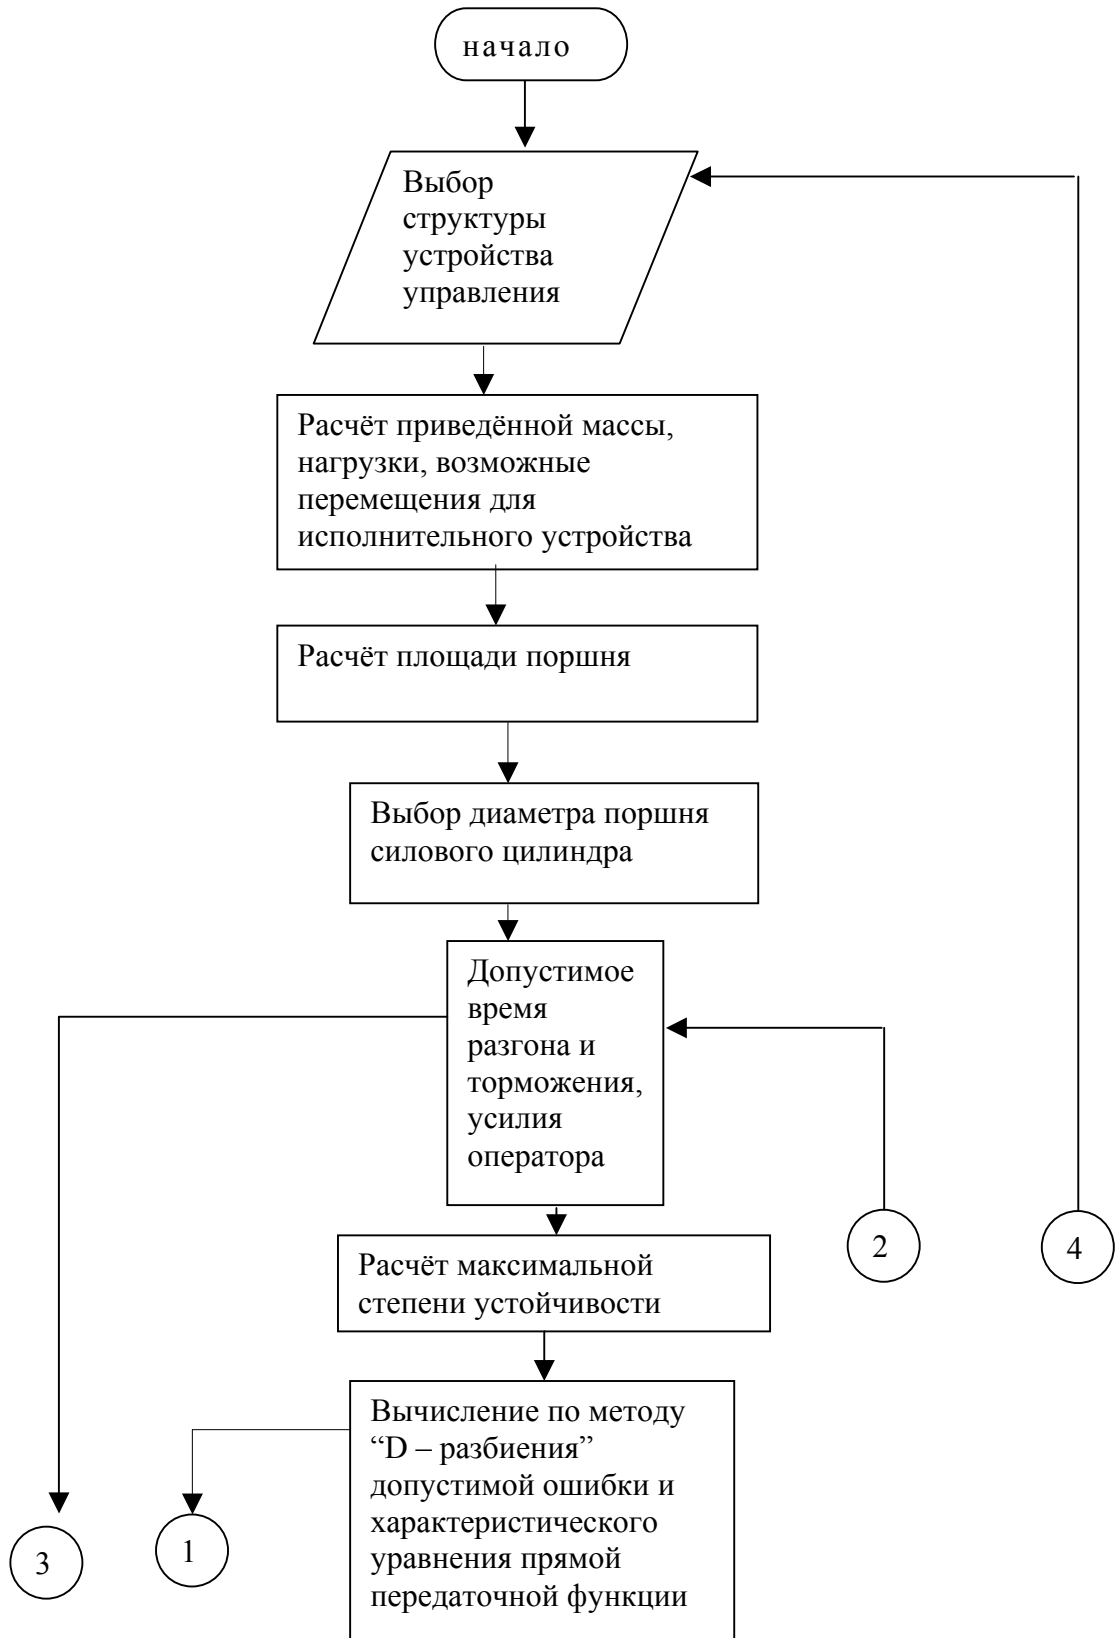 начало
Выбор
структуры
устройства
управления
Расчёт приведённой массы,
нагрузки, возможные
перемещения для
исполнительного устройства
Расчёт площади поршня
Выбор диаметра поршня
силового цилиндра
Допустимое
время
разгона и
торможения,
усилия
оператора
2
4
Расчёт максимальной
степени устойчивости
Вычисление по методу
“D – разбиения”
допустимой ошибки и
характеристического
уравнения прямой
передаточной функции
3
1